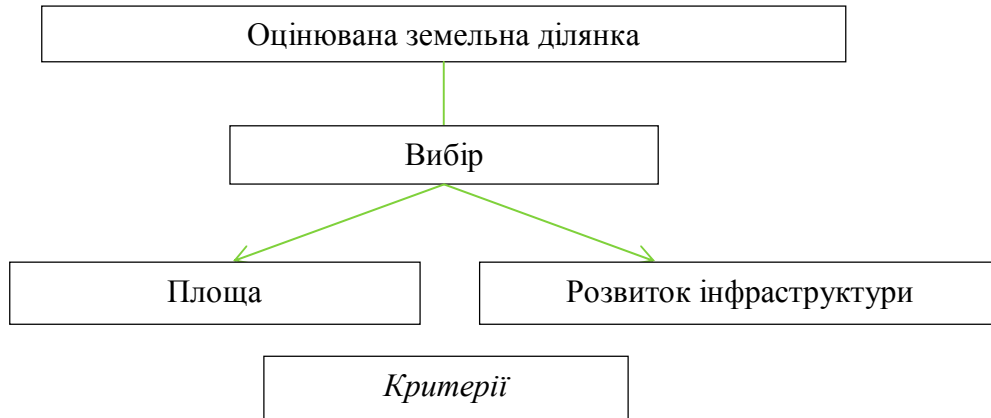 Оцінювана земельна ділянка
Вибір
Площа
Розвиток інфраструктури
Критерії